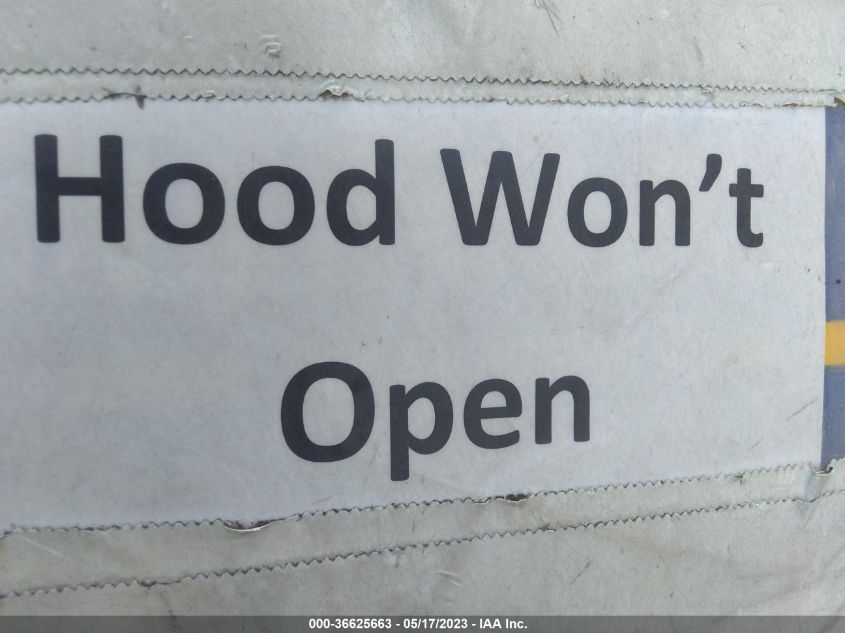 Hood Won’t
Open
000-36625663 - 05/17/2023 - IAA Inc.